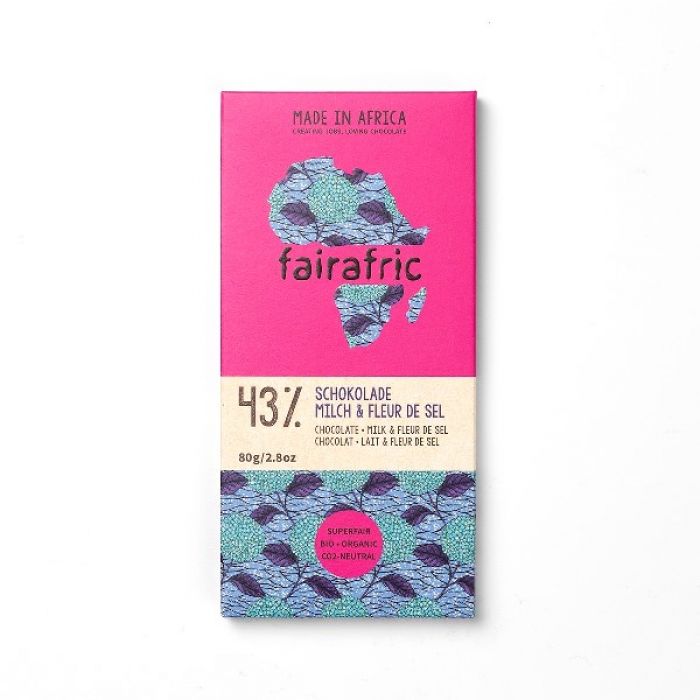 MADE IN AFRICA
CREATING JOBS, LOVING CHOCOLATE
fairafric
43%
SCHOKOLADE
MILCH & FLEUR DE SEL
CHOCOLATE • MILK & FLEUR DE SEL
CHOCOLAT • LAIT & FLEUR DE SEL
80g/2.8oz
SUPERFAIR
BIO • ORGANIC
CO2-NEUTRAL